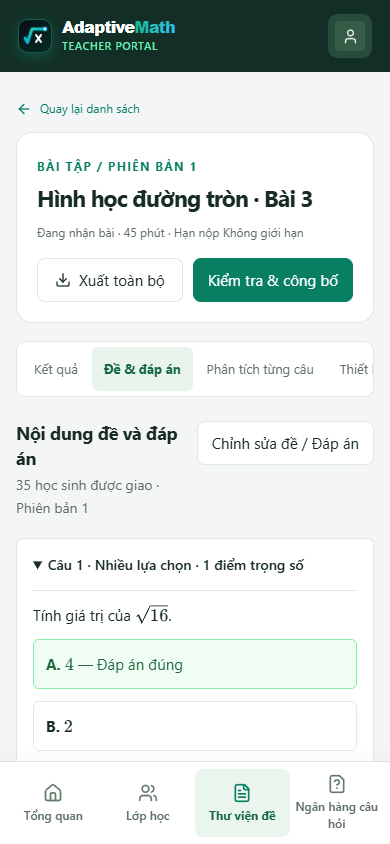 AdaptiveMath
TEACHER PORTAL
Quay lại danh sách
BÀI TẬP / PHIÊN BẢN 1
Hình học đường tròn · Bài 3
Đang nhận bài · 45 phút · Hạn nộp Không giới hạn
Xuất toàn bộ
Kiểm tra & công bố
Kết quả
Đề & đáp án
Phân tích từng câu
Thiết
Nội dung đề và đáp
án
Chỉnh sửa đề / Đáp án
35 học sinh được giao ·
Phiên bản 1
▼ Câu 1 · Nhiều lựa chọn · 1 điểm trọng số
Tính giá trị của √16.
A. 4 — Đáp án đúng
B. 2
Tổng quan
Lớp học
Thư viện đề
Ngân hàng câu
hỏi